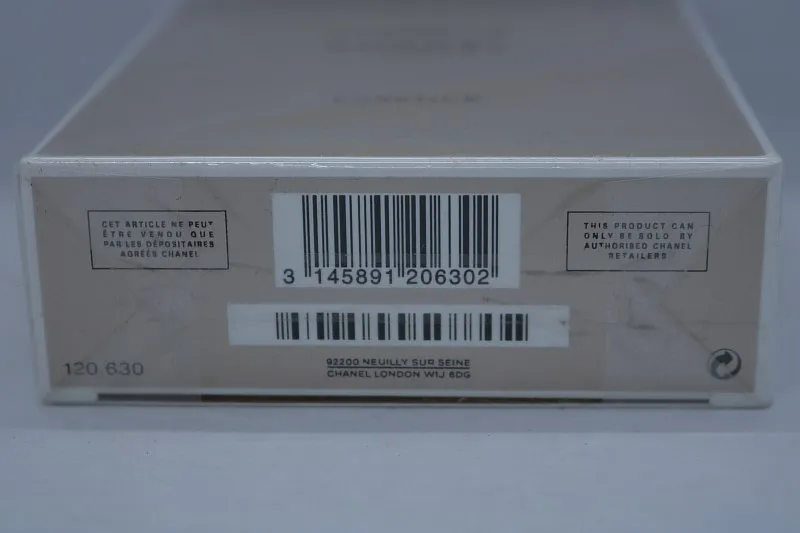 CET ARTICLE NE PEUT
ÊTRE VENDU QUE
PAR LES DÉPOSITAIRES
AGRÉÉS CHANEL
3 145891 206302
THIS PRODUCT CAN
ONLY BE SOLD BY
AUTHORISED CHANEL
RETAILERS
120 630
92200 NEUILLY SUR SEINE
CHANEL LONDON W1J 6DG